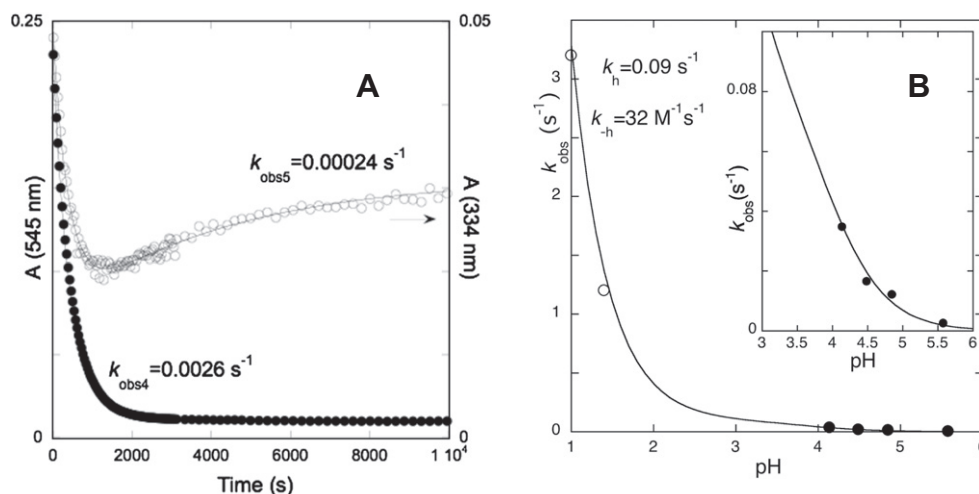 0.25
0.05
A
A (545 nm)
A (334 nm)
k_obs5=0.00024 s⁻¹
k_obs4=0.0026 s⁻¹
0
0
0
2000
4000
6000
8000
1 10⁴
Time (s)
B
k_h=0.09 s⁻¹
k_-h=32 M⁻¹s⁻¹
k_obs (s⁻¹)
3
2
1
0
1
2
3
4
5
6
pH
0.08
k_obs(s⁻¹)
0
3
3.5
4
4.5
5
5.5
6
pH